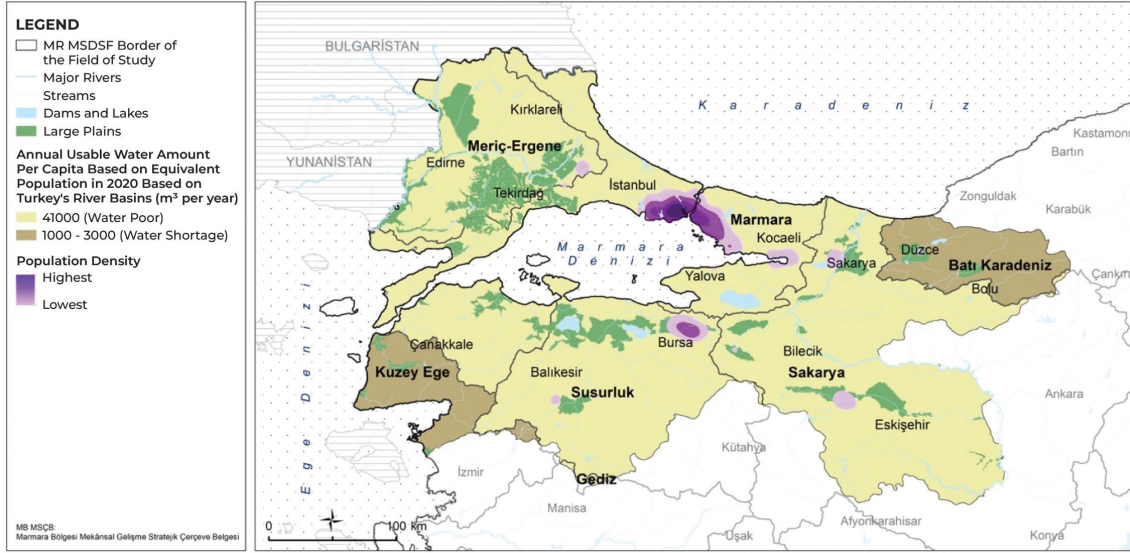 LEGEND
MR MSDSF Border of
the Field of Study
Major Rivers
Streams
Dams and Lakes
Large Plains
Annual Usable Water Amount
Per Capita Based on Equivalent
Population in 2020 Based on
Turkey's River Basins (m³ per year)
41000 (Water Poor)
1000 - 3000 (Water Shortage)
Population Density
Highest
Lowest
MB MSÇB:
Marmara Bölgesi Mekânsal Gelişme Stratejik Çerçeve Belgesi
BULGARİSTAN
YUNANİSTAN
Karadeniz
Kırklareli
Meriç-Ergene
Edirne
Tekirdağ
İstanbul
Marmara
Kocaeli
Marmara
Denizi
Yalova
Sakarya
Düzce
Batı Karadeniz
Bolu
Zonguldak
Bartın
Kastamonu
Karabük
Çankırı
Ege Denizi
Çanakkale
Kuzey Ege
Balıkesir
Susurluk
Bursa
Bilecik
Sakarya
Eskişehir
Ankara
Kütahya
İzmir
Gediz
Manisa
Uşak
Afyonkarahisar
Konya
0 100 km